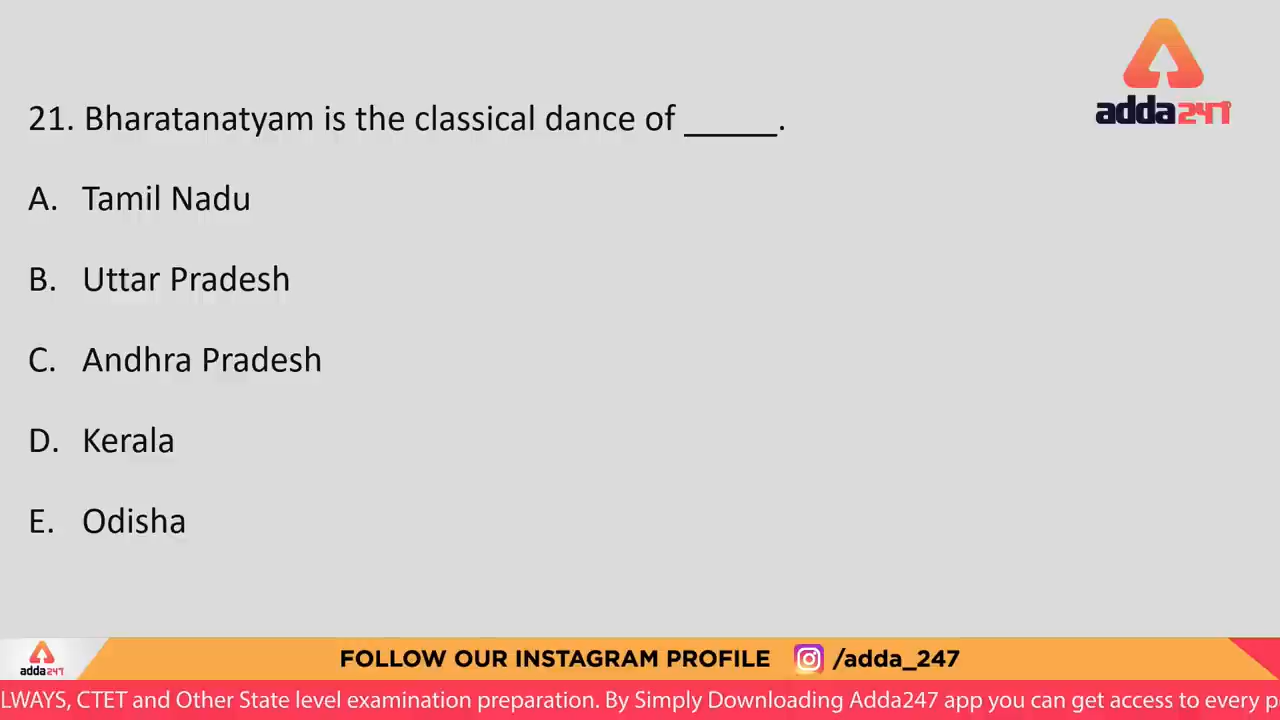 adda247
21. Bharatanatyam is the classical dance of _____.
A. Tamil Nadu
B. Uttar Pradesh
C. Andhra Pradesh
D. Kerala
E. Odisha
adda247
FOLLOW OUR INSTAGRAM PROFILE /adda_247
LWAYS, CTET and Other State level examination preparation. By Simply Downloading Adda247 app you can get access to every p